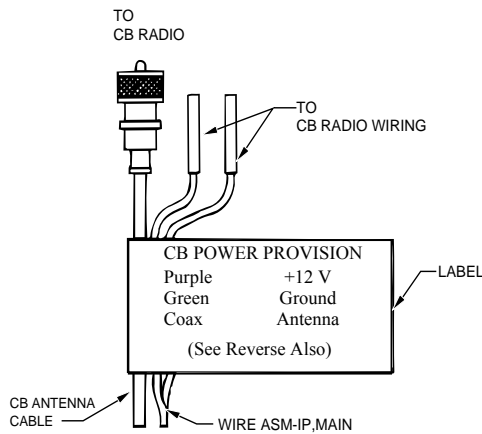 TO
CB RADIO
TO
CB RADIO WIRING
CB POWER PROVISION
Purple +12 V
Green Ground
Coax Antenna
(See Reverse Also)
LABEL
CB ANTENNA
CABLE
WIRE ASM-IP,MAIN